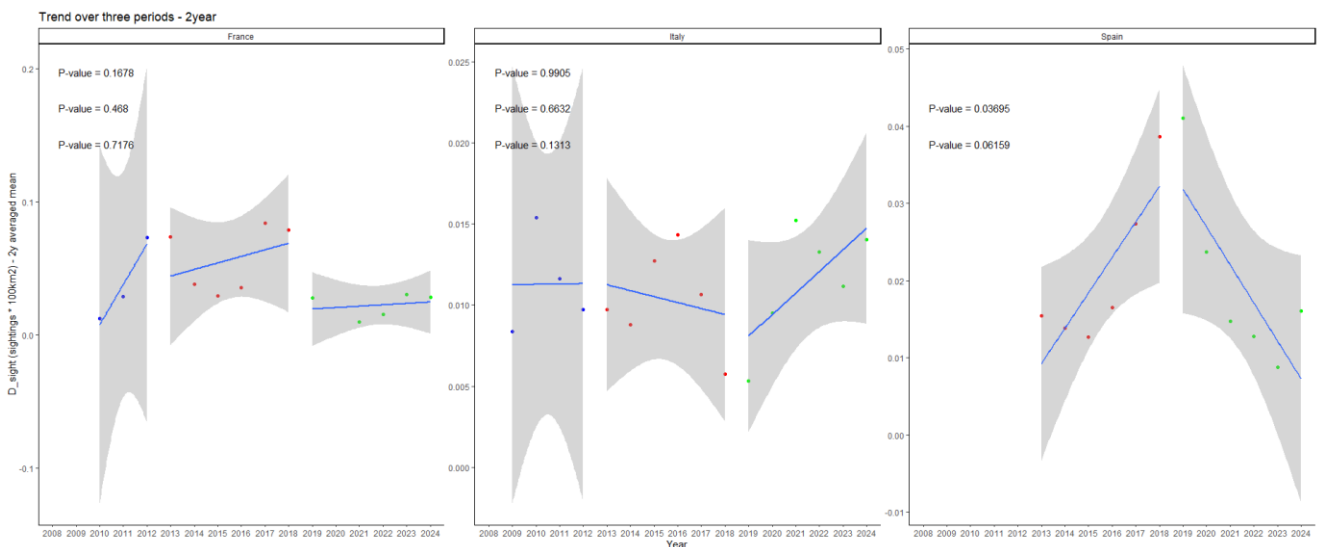 Trend over three periods - 2year
France
Italy
Spain
D_sight (sightings * 100km2) - 2y averaged mean
0.2
0.1
0.0
-0.1
P-value = 0.1678
P-value = 0.468
P-value = 0.7176
2008 2009 2010 2011 2012 2013 2014 2015 2016 2017 2018 2019 2020 2021 2022 2023 2024
0.025
0.020
0.015
0.010
0.005
0.000
P-value = 0.9905
P-value = 0.6632
P-value = 0.1313
2008 2009 2010 2011 2012 2013 2014 2015 2016 2017 2018 2019 2020 2021 2022 2023 2024
0.05
0.04
0.03
0.02
0.01
0.00
-0.01
P-value = 0.03695
P-value = 0.06159
2008 2009 2010 2011 2012 2013 2014 2015 2016 2017 2018 2019 2020 2021 2022 2023 2024
Year